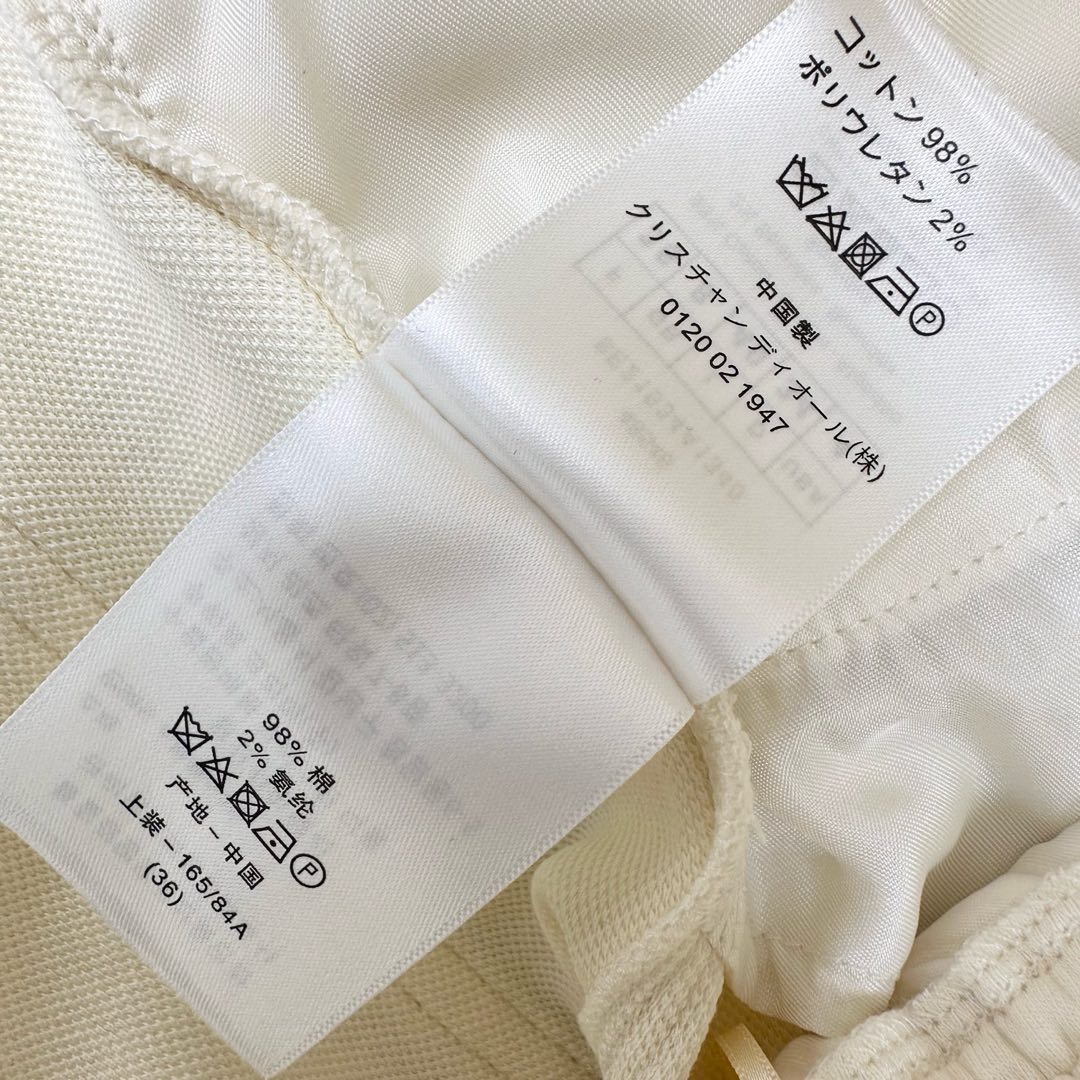 コットン 98%
ポリウレタン 2%
P
中国製
クリスチャン ディオール(株)
0120 02 1947
98% 棉
2% 氨纶
P
产地 – 中国
上装 – 165/84A
(36)